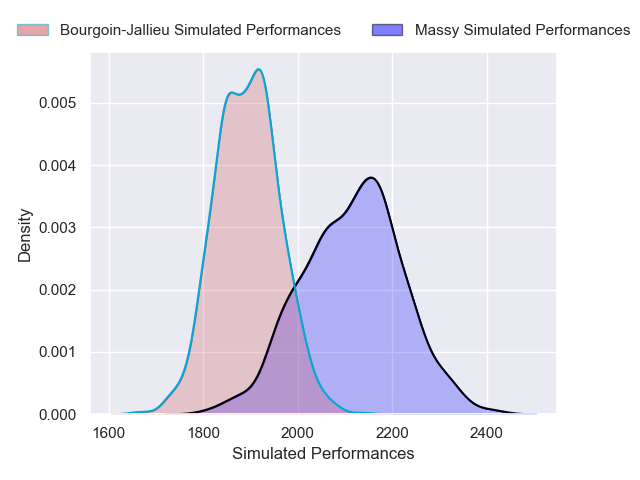 Bourgoin-Jallieu Simulated Performances Massy Simulated Performances
0.005
0.004
0.003
0.002
0.001
0.000
Density
1600 1800 2000 2200 2400
Simulated Performances